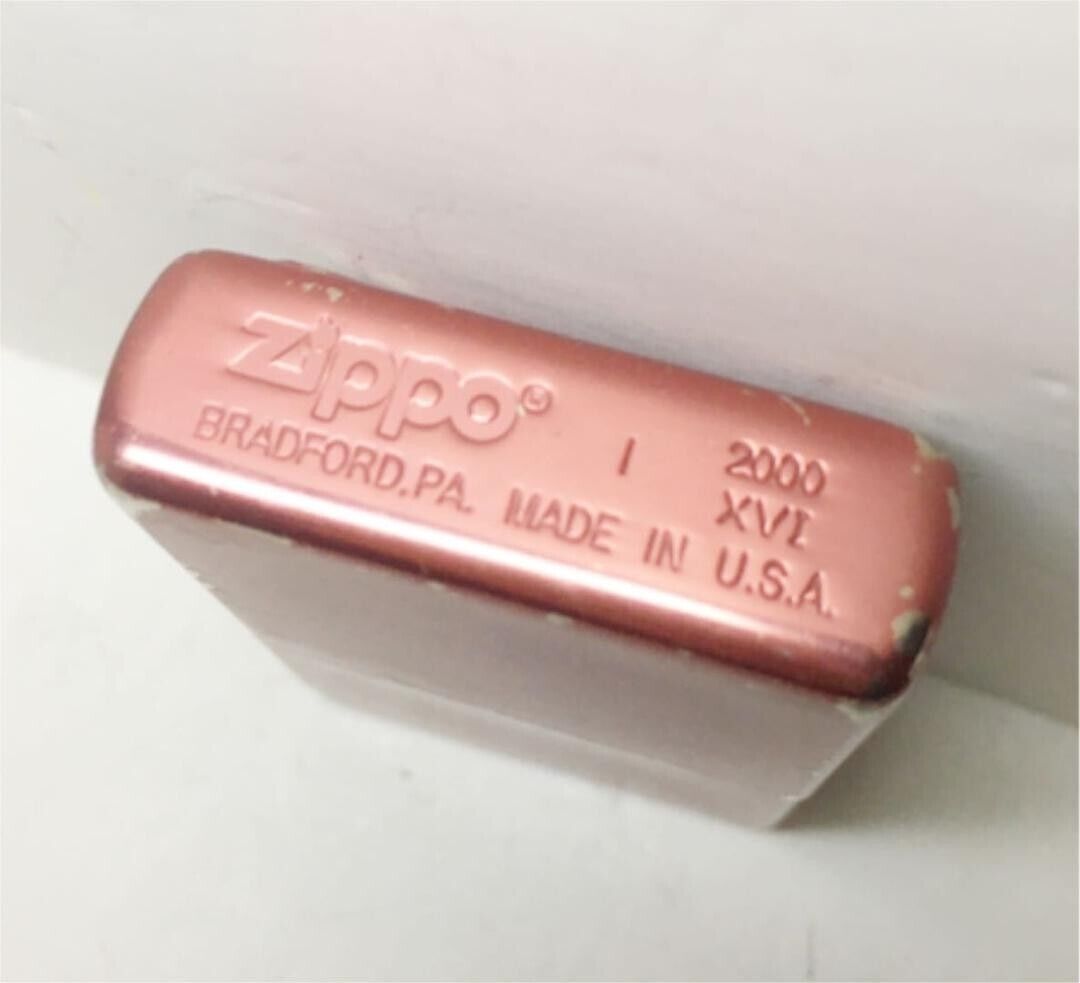 Zippo®
I 2000
XVI
BRADFORD,PA. MADE IN U.S.A.